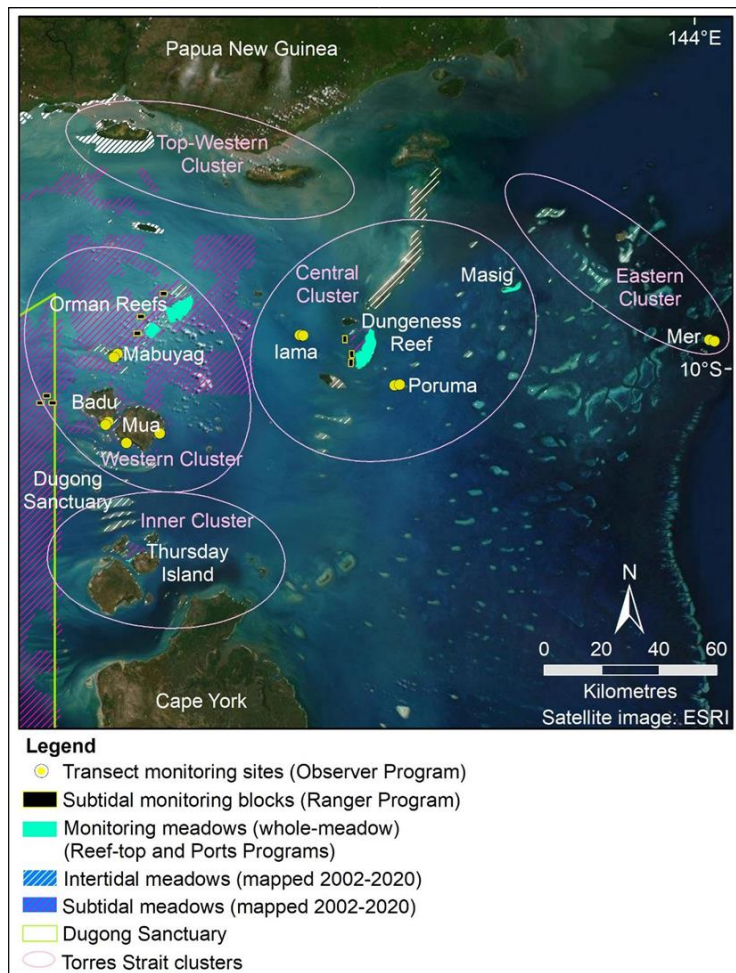 Papua New Guinea
144°E
Top-Western
Cluster
Central
Cluster
Masig
Eastern
Cluster
Orman Reefs
Iama
Dungeness
Reef
Mer
10°S
Mabuyag
Poruma
Badu
Mua
Western Cluster
Dugong
Sanctuary
Inner Cluster
Thursday
Island
N
0 20 40 60
Kilometres
Cape York
Satellite image: ESRI
Legend
Transect monitoring sites (Observer Program)
Subtidal monitoring blocks (Ranger Program)
Monitoring meadows (whole-meadow)
(Reef-top and Ports Programs)
Intertidal meadows (mapped 2002-2020)
Subtidal meadows (mapped 2002-2020)
Dugong Sanctuary
Torres Strait clusters